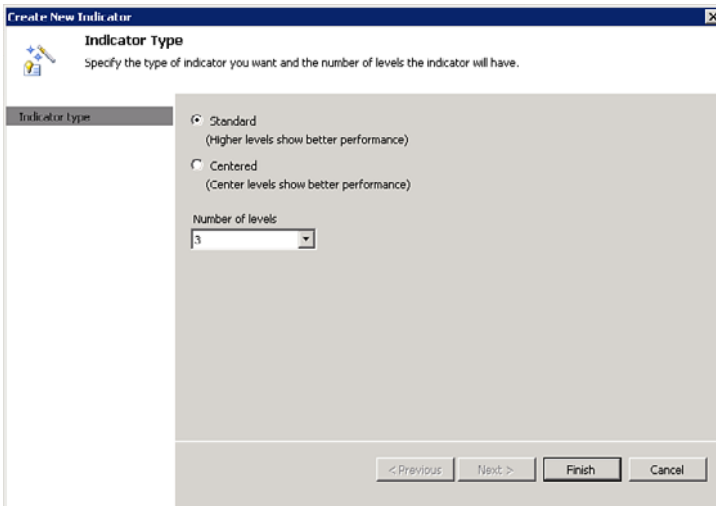 Create New Indicator
Indicator Type
Specify the type of indicator you want and the number of levels the indicator will have.
Indicator type
Standard
(Higher levels show better performance)
Centered
(Center levels show better performance)
Number of levels
3
< Previous
Next >
Finish
Cancel